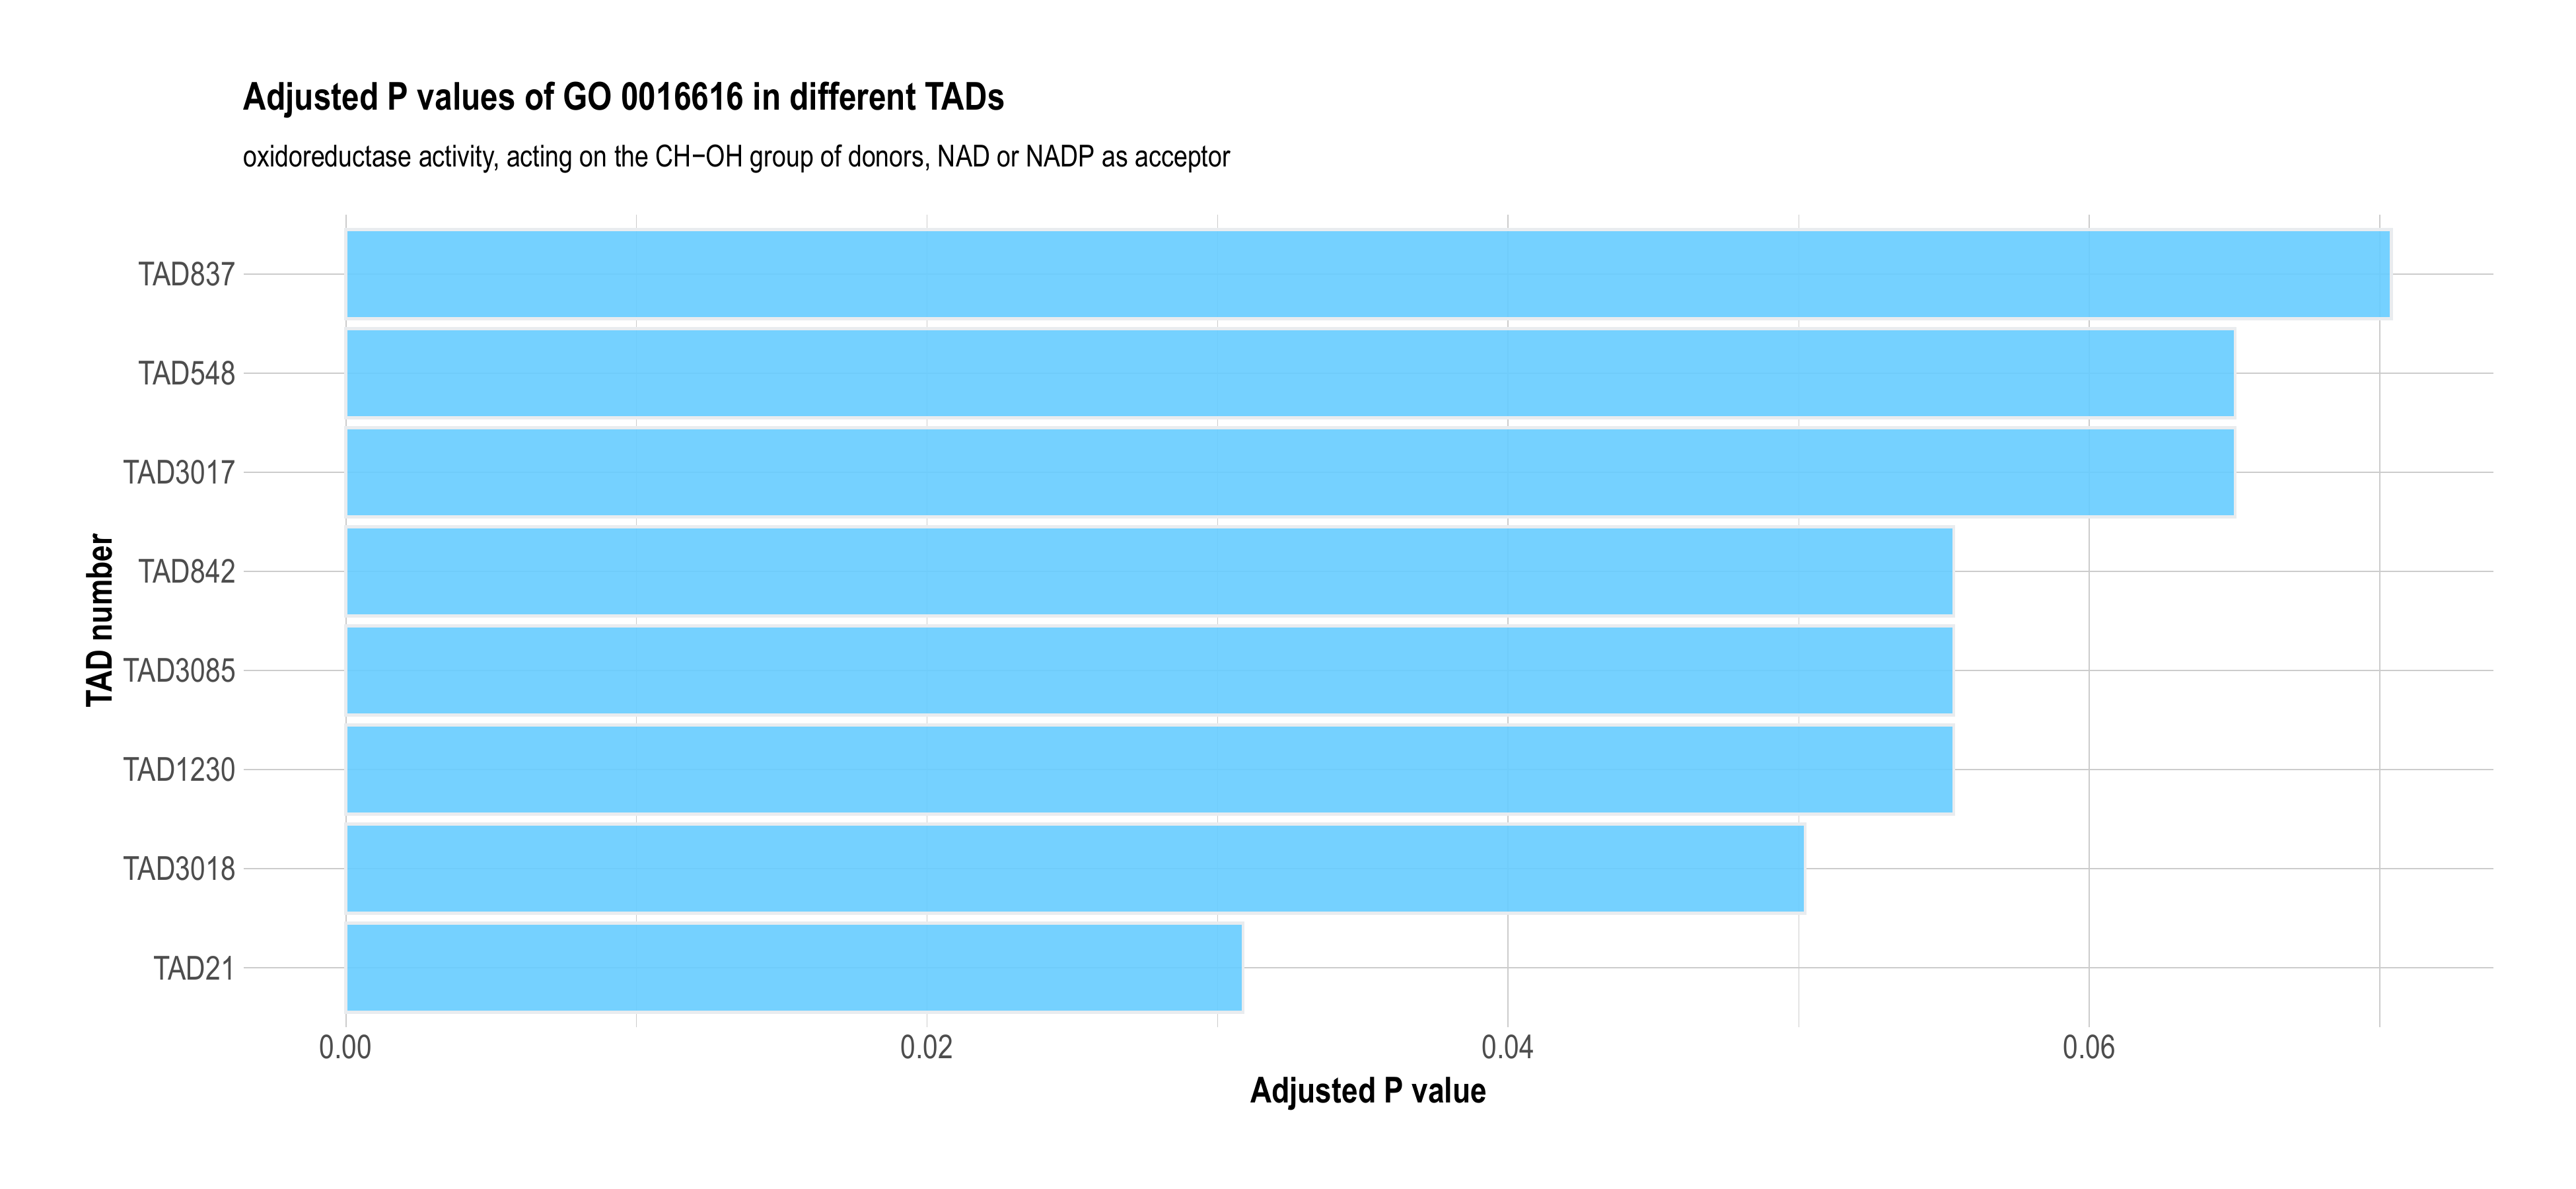 Adjusted P values of GO 0016616 in different TADs
oxidoreductase activity, acting on the CH−OH group of donors, NAD or NADP as acceptor
TAD number
TAD837
TAD548
TAD3017
TAD842
TAD3085
TAD1230
TAD3018
TAD21
0.00 0.02 0.04 0.06
Adjusted P value